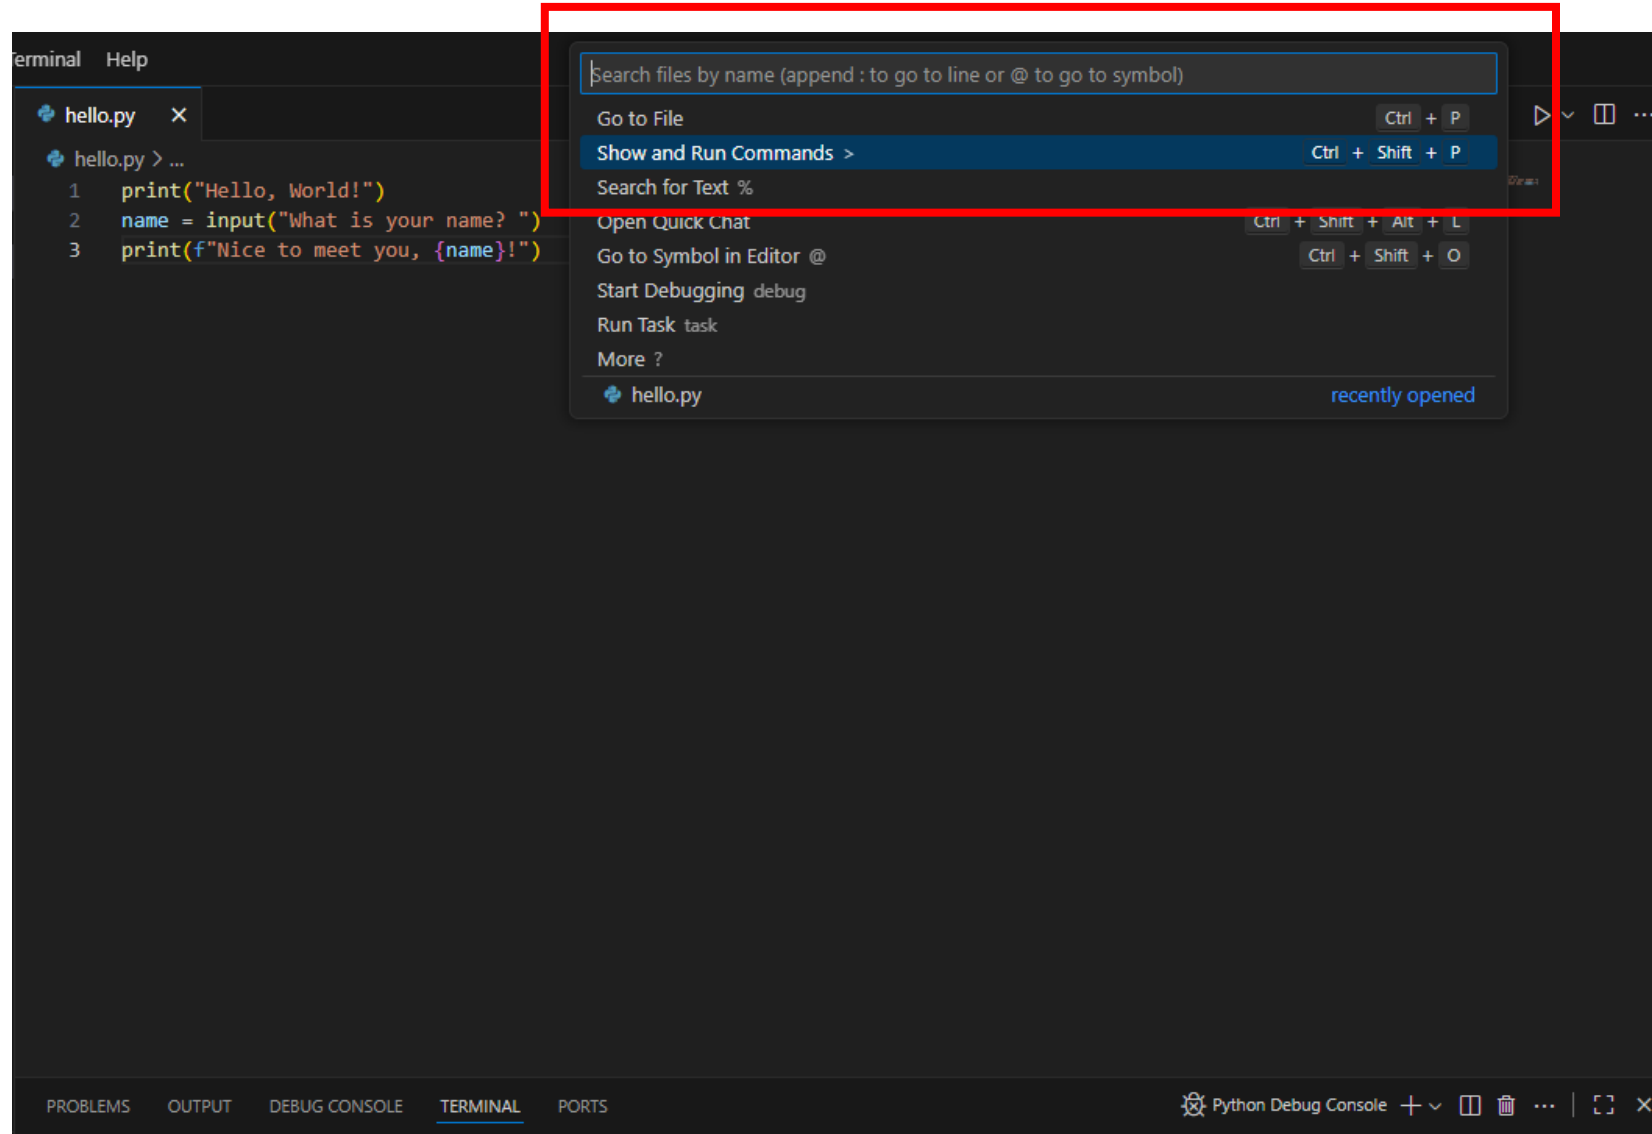 Terminal Help
Search files by name (append : to go to line or @ to go to symbol)
Go to File Ctrl + P
Show and Run Commands > Ctrl + Shift + P
Search for Text %
Open Quick Chat Ctrl + Shift + Alt + L
Go to Symbol in Editor @ Ctrl + Shift + O
Start Debugging debug
Run Task task
More ?
hello.py recently opened
hello.py
hello.py > ...
1 print("Hello, World!")
2 name = input("What is your name? ")
3 print(f"Nice to meet you, {name}!")
PROBLEMS OUTPUT DEBUG CONSOLE TERMINAL PORTS Python Debug Console